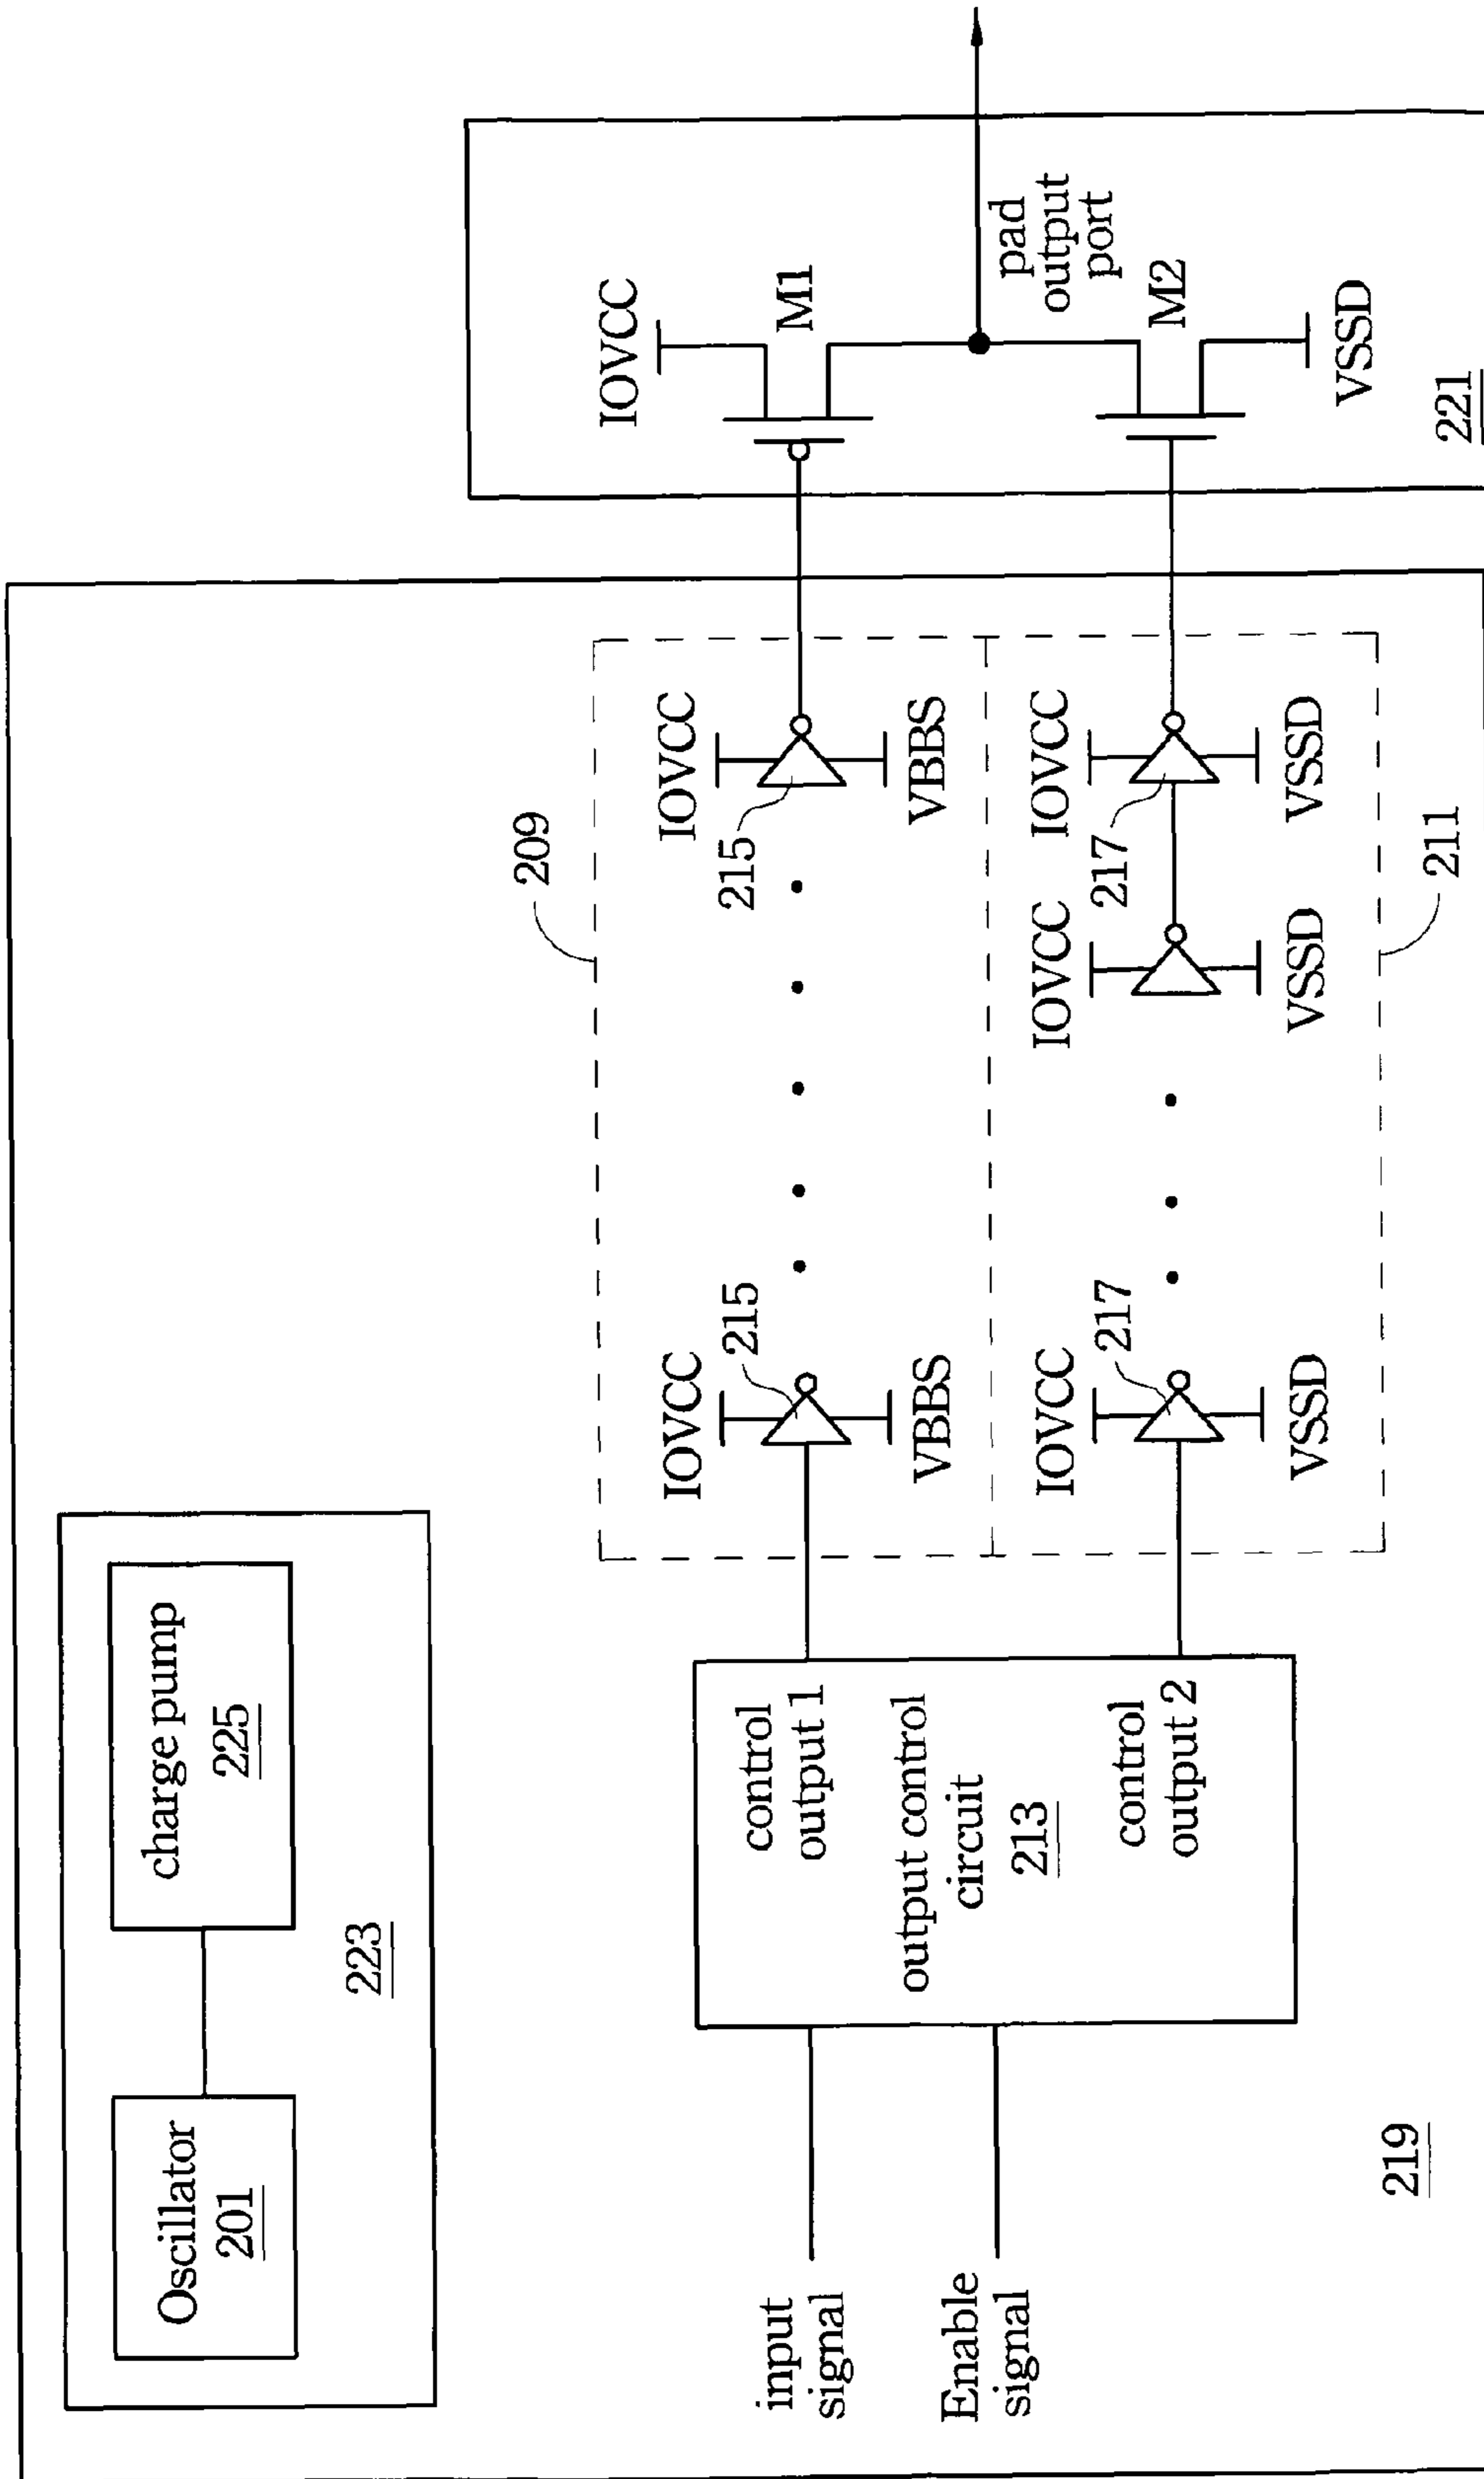 Oscillator
201
charge pump
225
223
input
signal
Enable
signal
control
output 1
output control
circuit
213
control
output 2
219
209
IOVCC
215
VBBS
IOVCC
215
VBBS
IOVCC
217
VSSD
IOVCC
VSSD
IOVCC
217
VSSD
211
IOVCC
M1
pad
output
port
M2
VSSD
221